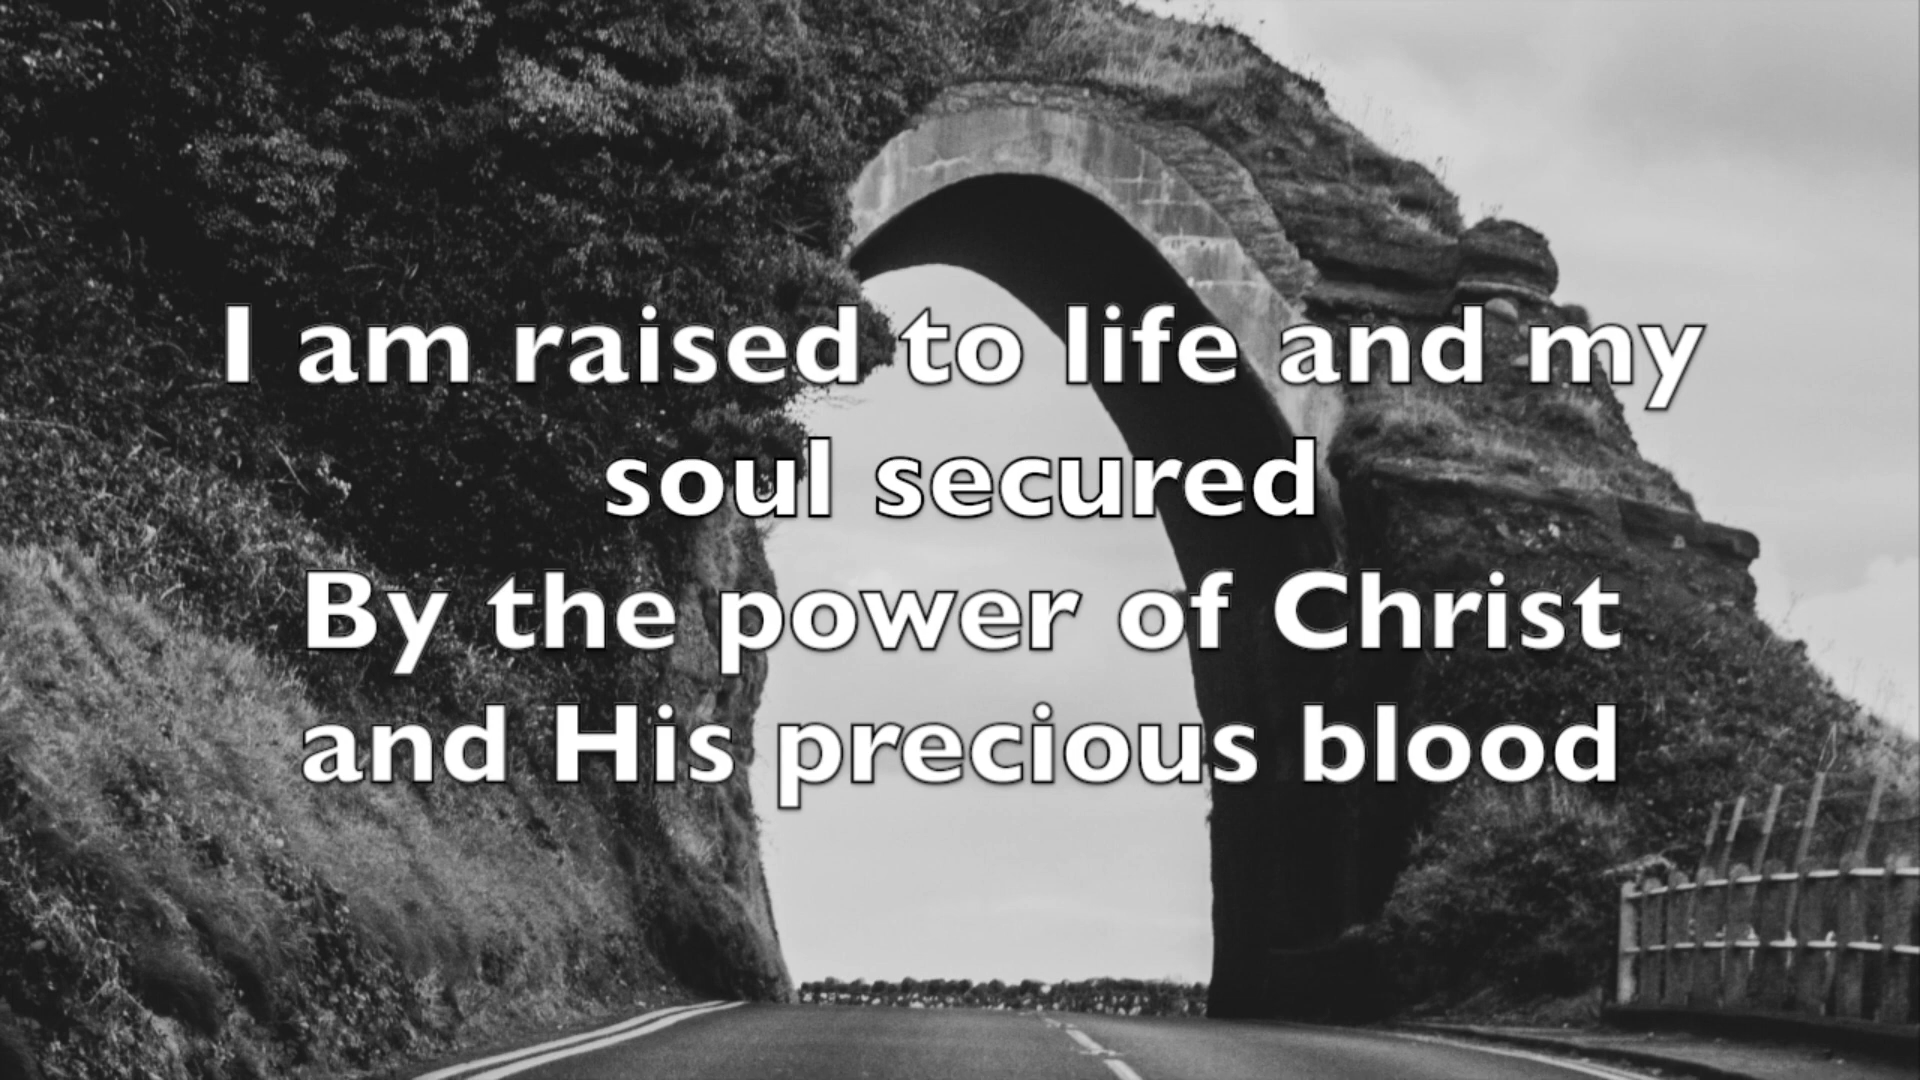 I am raised to life and my
soul secured
By the power of Christ
and His precious blood